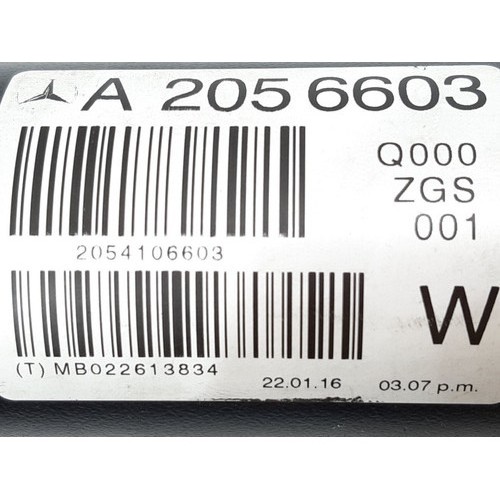 A 205 6603
Q000
ZGS
001
2054106603
W
(T) MB022613834
22.01.16 03.07 p.m.